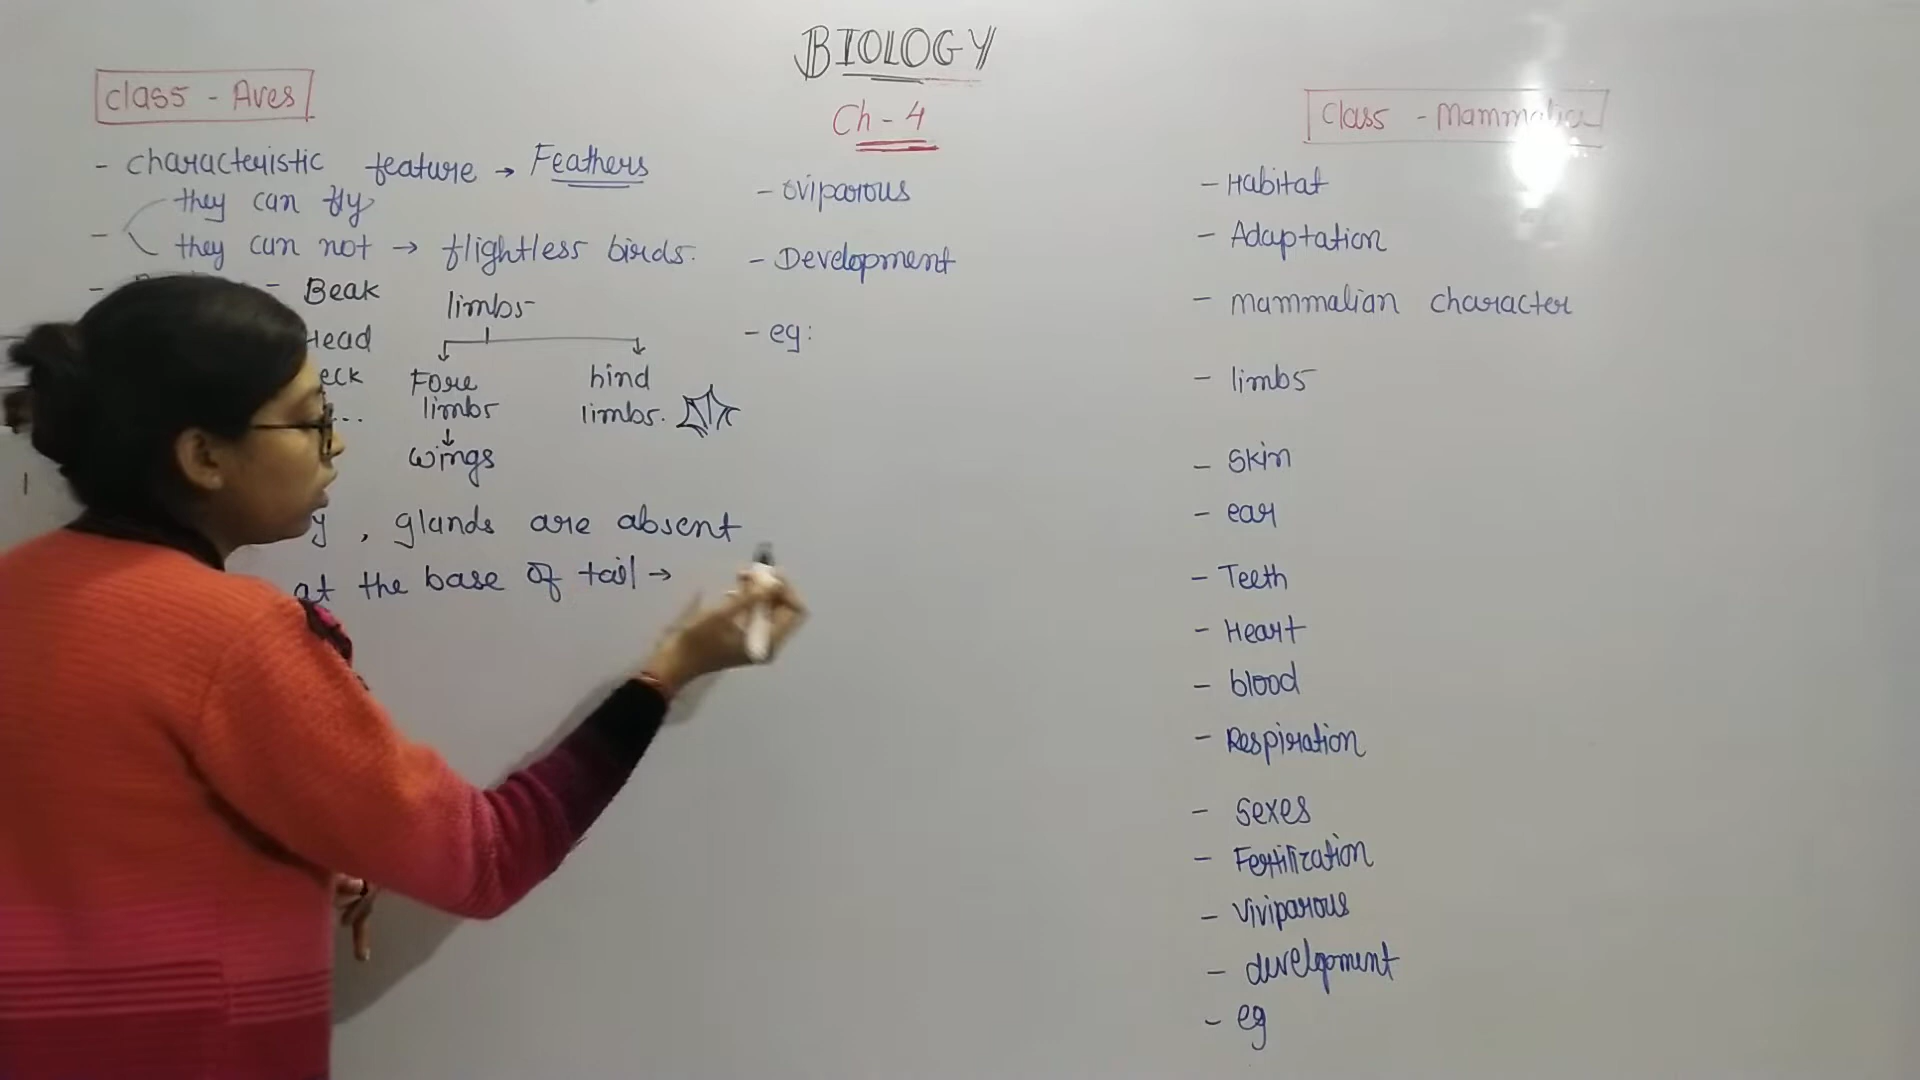 BIOLOGY
Ch - 4
Class - Aves
- characteristic feature → Feathers
- they can fly
they can not → flightless birds.
- Beak
Head
limbs
Fore limbs
hind limbs.
wings
, glands are absent
at the base of tail →
- oviparous
- Development
- eg:
Class - Mammalia
- Habitat
- Adaptation
- mammalian character
- limbs
- skin
- ear
- Teeth
- Heart
- blood
- Respiration
- sexes
- Fertilization
- Viviparous
- development
- eg